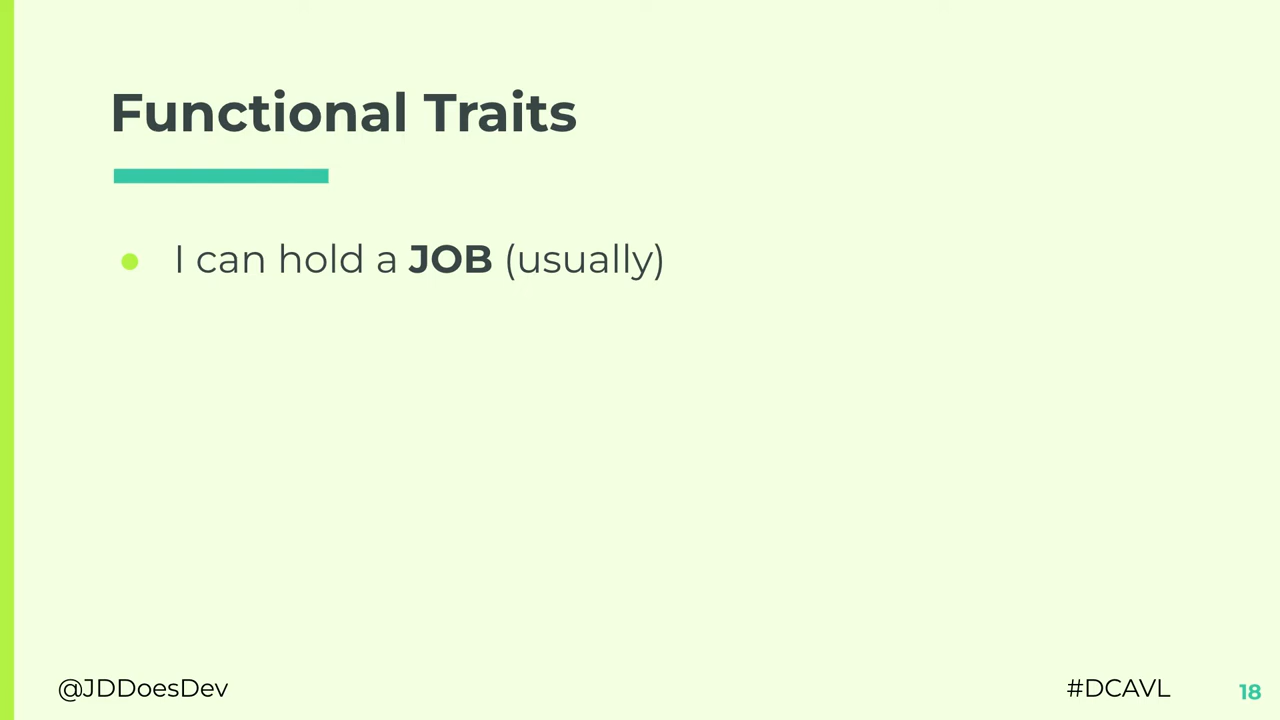 Functional Traits
● I can hold a JOB (usually)
@JDDoesDev
#DCAVL
18